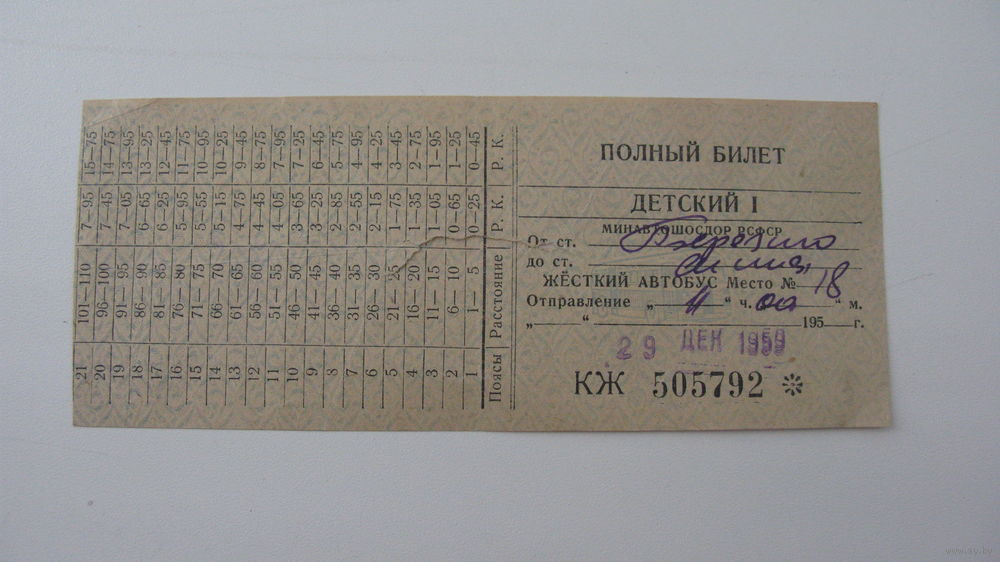 21 101—110 7—95 15—75
20 96—100 7—45 14—75
19 91—95 7—05 13—95
18 86—90 6—65 13—25
17 81—85 6—25 12—45
16 76—80 5—95 11—75
15 71—75 5—55 10—95
14 66—70 5—15 10—25
13 61—65 4—75 9—45
12 56—60 4—45 8—75
11 51—55 4—05 7—95
10 46—50 3—65 7—25
9 41—45 3—25 6—45
8 36—40 2—85 5—75
7 31—35 2—55 4—95
6 26—30 2—15 4—25
5 21—25 1—75 3—45
4 16—20 1—35 2—75
3 11—15 1—05 1—95
2 6—10 0—65 1—25
1 1—5 0—25 0—45
Поясы Расстояние Р. К. Р. К.
ПОЛНЫЙ БИЛЕТ
ДЕТСКИЙ I
МИНАВТОШОСДОР РСФСР
От ст. Березино
до ст.
ЖЁСТКИЙ АВТОБУС Место № 18
Отправление „ 11 “ ч. 00 “ м.
„ “ 195 г.
29 ДЕК 1959
КЖ 505792
www.ay.by